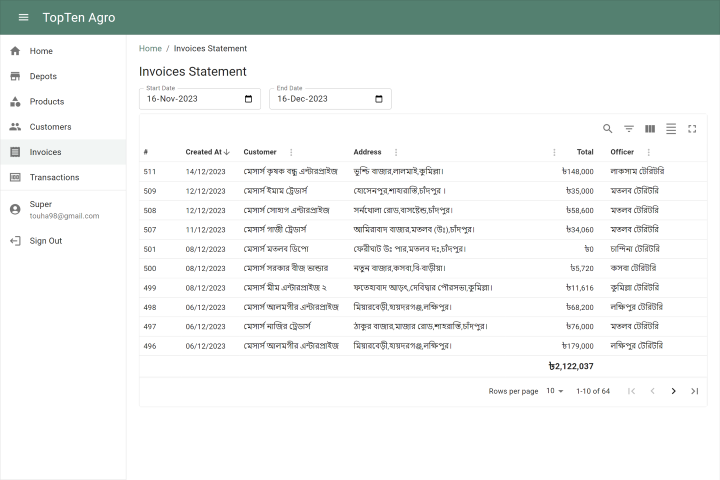 TopTen Agro
Home
Depots
Products
Customers
Invoices
Transactions
Super
touha98@gmail.com
Sign Out
Home / Invoices Statement
Invoices Statement
Start Date End Date
16-Nov-2023 16-Dec-2023
# Created At Customer Address Total Officer
511 14/12/2023 মেসার্স কৃষক বন্ধু এন্টারপ্রাইজ ভুশ্চি বাজার,লালমাই,কুমিল্লা। ৳148,000 লাকসাম টেরিটরি
509 12/12/2023 মেসার্স ইমাম ট্রেডার্স হোসেনপুর,শাহারাস্তি,চাঁদপুর । ৳35,000 মতলব টেরিটরি
508 12/12/2023 মেসার্স সোহাগ এন্টারপ্রাইজ সর্নঘোলা রোড,বাসষ্টেন্ড,চাঁদপুর। ৳58,600 মতলব টেরিটরি
507 11/12/2023 মেসার্স গাজী ট্রেডার্স আমিরাবাদ বাজার,মতলব (উঃ),চাঁদপুর। ৳34,060 মতলব টেরিটরি
501 08/12/2023 মেসার্স মতলব ডিপো ফেরীঘাট উঃ পার,মতলব দঃ,চাঁদপুর। ৳0 চান্দিনা টেরিটরি
500 08/12/2023 মেসার্স সরকার বীজ ভান্ডার নতুন বাজার,কসবা,বি-বাড়ীয়া। ৳5,720 কসবা টেরিটরি
499 08/12/2023 মেসার্স মীম এন্টারপ্রাইজ ২ ফতেহাবাদ আড়ৎ,দেবিদ্বার পৌরসভা,কুমিল্লা। ৳11,616 কুমিল্লা টেরিটরি
498 06/12/2023 মেসার্স আলমগীর এন্টারপ্রাইজ মিয়ারবেড়ী,হায়দরগঞ্জ,লক্ষিপুর। ৳68,200 লক্ষিপুর টেরিটরি
497 06/12/2023 মেসার্স নাজির ট্রেডার্স ঠাকুর বাজার,মাজার রোড,শাহরাস্তি,চাঁদপুর। ৳76,000 মতলব টেরিটরি
496 06/12/2023 মেসার্স আলমগীর এন্টারপ্রাইজ মিয়ারবেড়ী,হায়দরগঞ্জ,লক্ষিপুর। ৳179,000 লক্ষিপুর টেরিটরি
৳2,122,037
Rows per page 10 1-10 of 64